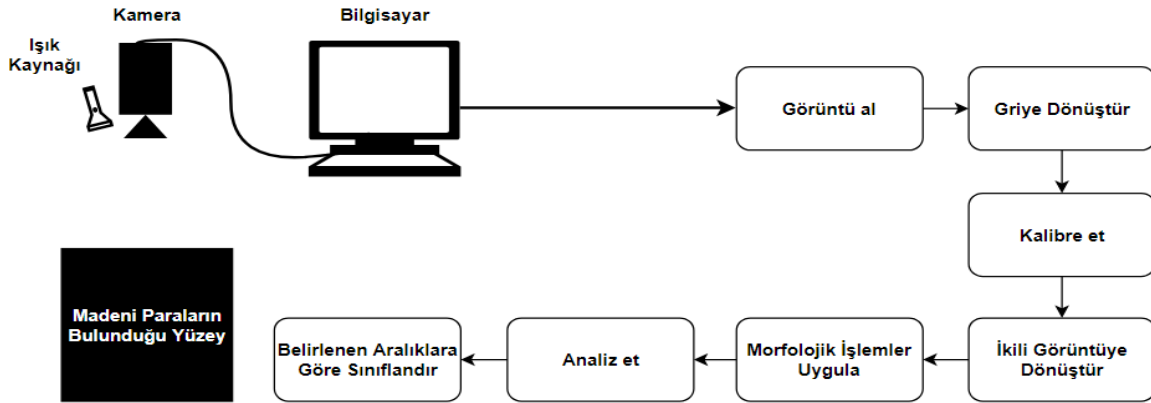 Kamera
Bilgisayar
Işık
Kaynağı
Görüntü al
Griye Dönüştür
Kalibre et
İkili Görüntüye
Dönüştür
Morfolojik İşlemler
Uygula
Analiz et
Belirlenen Aralıklara
Göre Sınıflandır
Madeni Paraların
Bulunduğu Yüzey